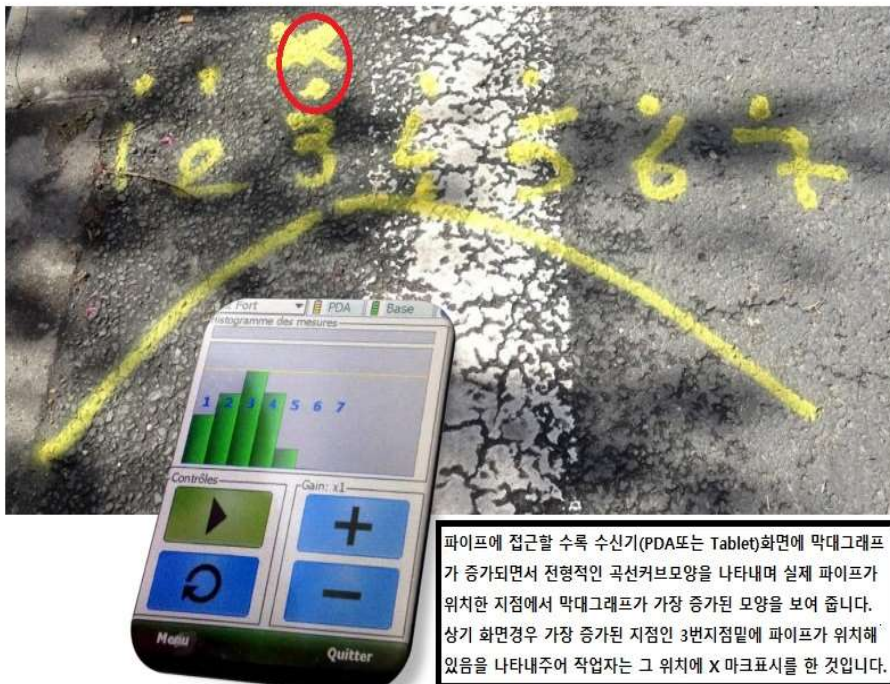 X
1 2 3 4 5 6 7
Fort
PDA
Base
Histogramme des mesures
1 2 3 4 5 6 7
Contrôles
Gain: x1
+
−
Menu
Quitter
파이프에 접근할 수록 수신기(PDA또는 Tablet)화면에 막대그래프
가 증가되면서 전형적인 곡선커브모양을 나타내며 실제 파이프가
위치한 지점에서 막대그래프가 가장 증가된 모양을 보여 줍니다.
상기 화면경우 가장 증가된 지점인 3번지점밑에 파이프가 위치해
있음을 나타내주어 작업자는 그 위치에 X 마크표시를 한 것입니다.